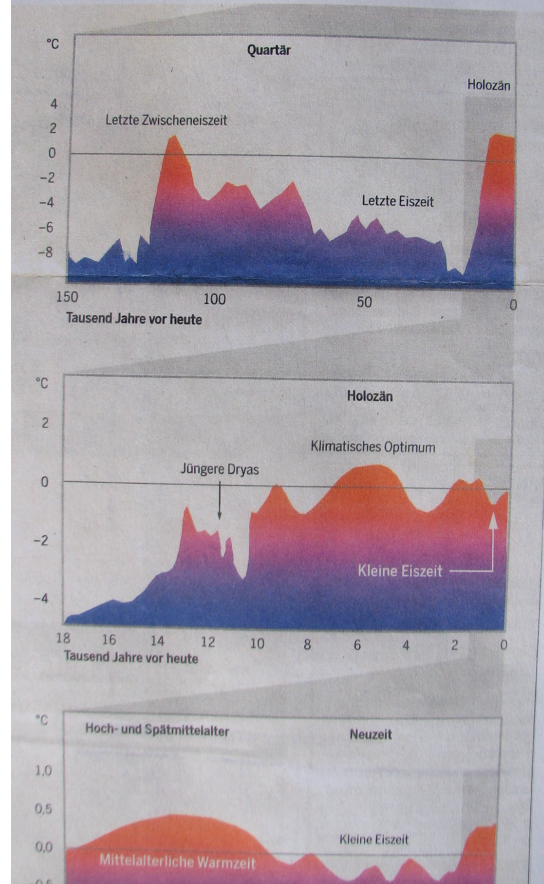 °C
Quartär
Holozän
4
Letzte Zwischeneiszeit
2
0
−2
−4
Letzte Eiszeit
−6
−8
150 100 50 0
Tausend Jahre vor heute
°C
Holozän
2
Klimatisches Optimum
Jüngere Dryas
0
−2
Kleine Eiszeit
−4
18 16 14 12 10 8 6 4 2 0
Tausend Jahre vor heute
°C
Hoch- und Spätmittelalter Neuzeit
1,0
0,5
Kleine Eiszeit
0,0
Mittelalterliche Warmzeit